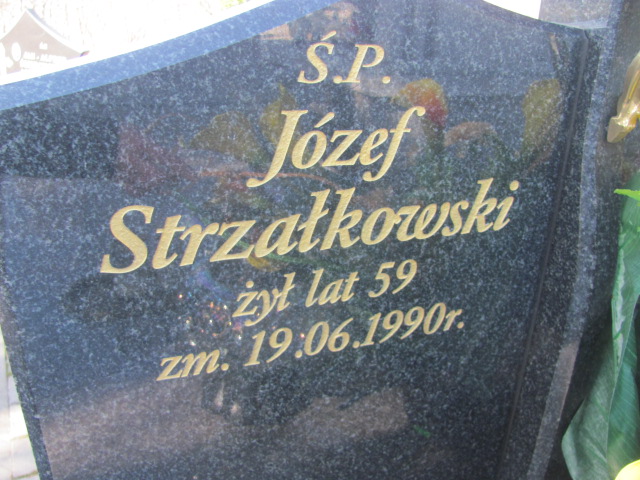 Ś.P.
Józef
Strzałkowski
żył lat 59
zm. 19.06.1990r.